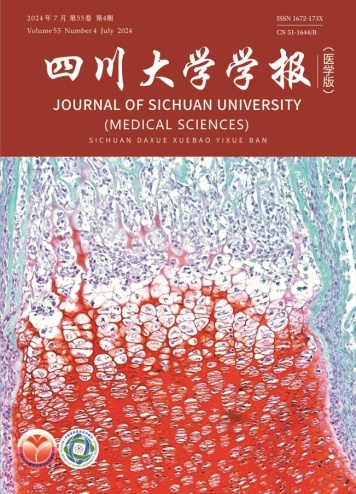 2024年7月 第55卷 第4期
Volume 55 Number 4 July 2024
ISSN 1672-173X
CN 51-1644/R
四川大学学报
(医学版)
JOURNAL OF SICHUAN UNIVERSITY
(MEDICAL SCIENCES)
SICHUAN DAXUE XUEBAO YIXUE BAN